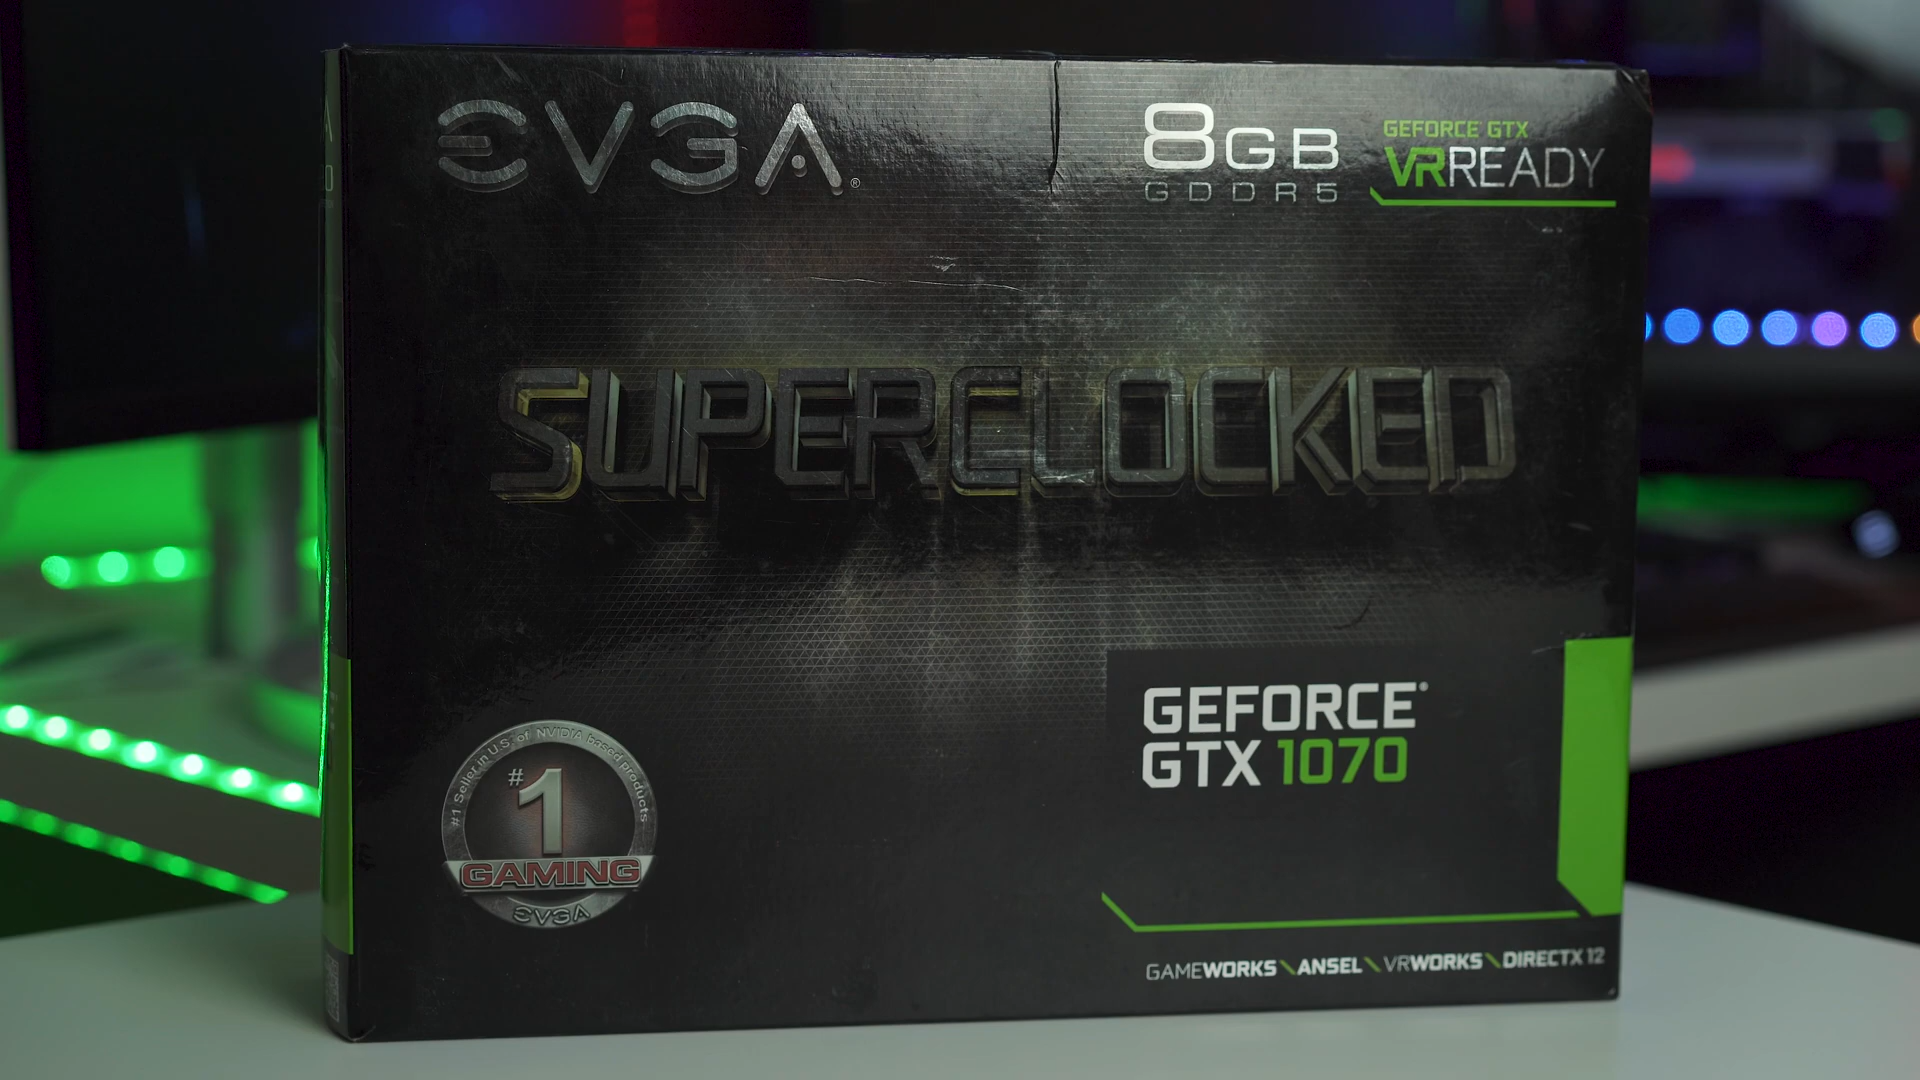 EVGA®
8GB
GDDR5
GEFORCE GTX
VRREADY
SUPERCLOCKED
GEFORCE®
GTX 1070
#1 Seller in U.S. of NVIDIA based products
#1
GAMING
EVGA
GAMEWORKS \ ANSEL \ VRWORKS \ DIRECTX 12